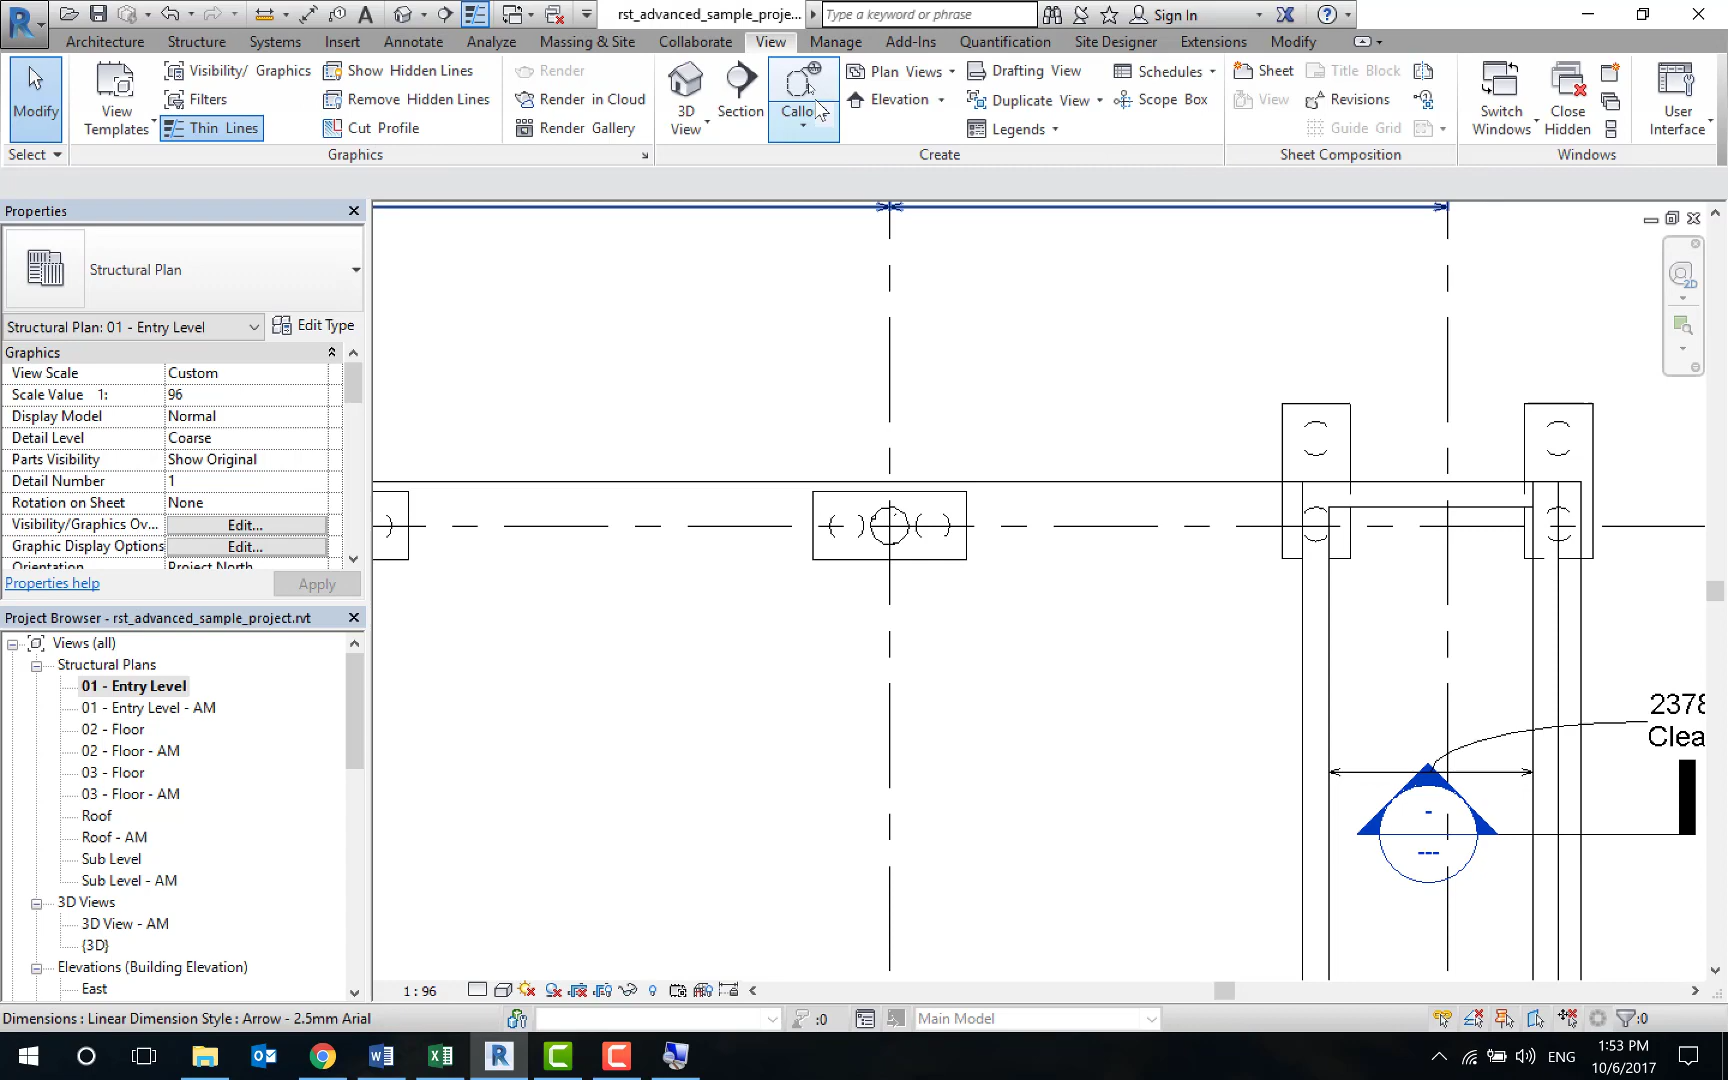 rst_advanced_sample_proje...
Type a keyword or phrase
Sign In
Architecture Structure Systems Insert Annotate Analyze Massing & Site Collaborate View Manage Add-Ins Quantification Site Designer Extensions Modify
Modify
Select
View
Templates
Visibility/ Graphics
Filters
Thin Lines
Show Hidden Lines
Remove Hidden Lines
Cut Profile
Graphics
Render
Render in Cloud
Render Gallery
3D
View
Section
Callo
Plan Views
Elevation
Drafting View
Duplicate View
Legends
Schedules
Scope Box
Create
Sheet
View
Title Block
Revisions
Guide Grid
Sheet Composition
Switch
Windows
Close
Hidden
User
Interface
Windows
Properties
Structural Plan
Structural Plan: 01 - Entry Level
Edit Type
Graphics
View Scale Custom
Scale Value 1: 96
Display Model Normal
Detail Level Coarse
Parts Visibility Show Original
Detail Number 1
Rotation on Sheet None
Visibility/Graphics Ov... Edit...
Graphic Display Options Edit...
Orientation Project North
Properties help
Apply
Project Browser - rst_advanced_sample_project.rvt
Views (all)
Structural Plans
01 - Entry Level
01 - Entry Level - AM
02 - Floor
02 - Floor - AM
03 - Floor
03 - Floor - AM
Roof
Roof - AM
Sub Level
Sub Level - AM
3D Views
3D View - AM
{3D}
Elevations (Building Elevation)
East
2D
2378
Clea
-
---
1 : 96
Dimensions : Linear Dimension Style : Arrow - 2.5mm Arial
:0
Main Model
:0
ENG
1:53 PM
10/6/2017